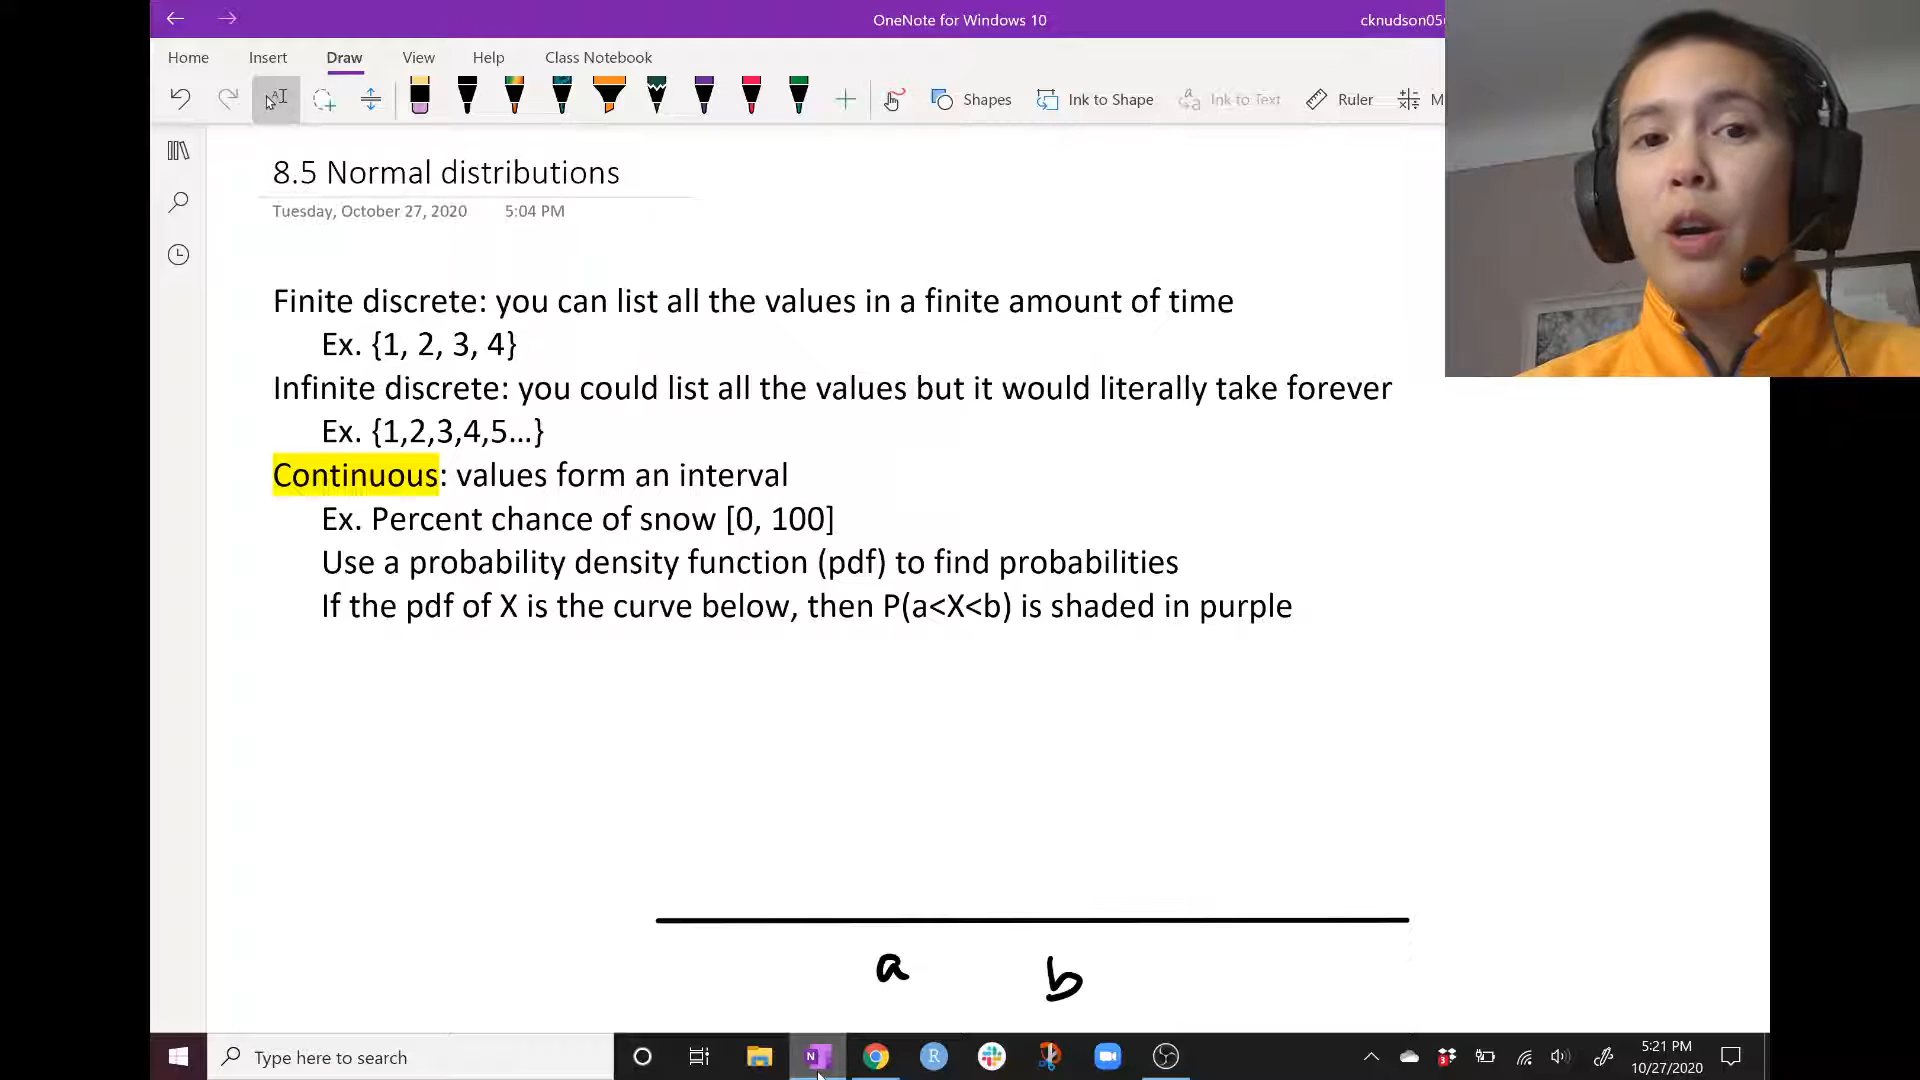 OneNote for Windows 10
cknudson05
Home Insert Draw View Help Class Notebook
Shapes Ink to Shape Ink to Text Ruler M
8.5 Normal distributions
Tuesday, October 27, 2020 5:04 PM
Finite discrete: you can list all the values in a finite amount of time
Ex. {1, 2, 3, 4}
Infinite discrete: you could list all the values but it would literally take forever
Ex. {1,2,3,4,5...}
Continuous: values form an interval
Ex. Percent chance of snow [0, 100]
Use a probability density function (pdf) to find probabilities
If the pdf of X is the curve below, then P(a<X<b) is shaded in purple
a b
Type here to search
N
R
3
5:21 PM
10/27/2020